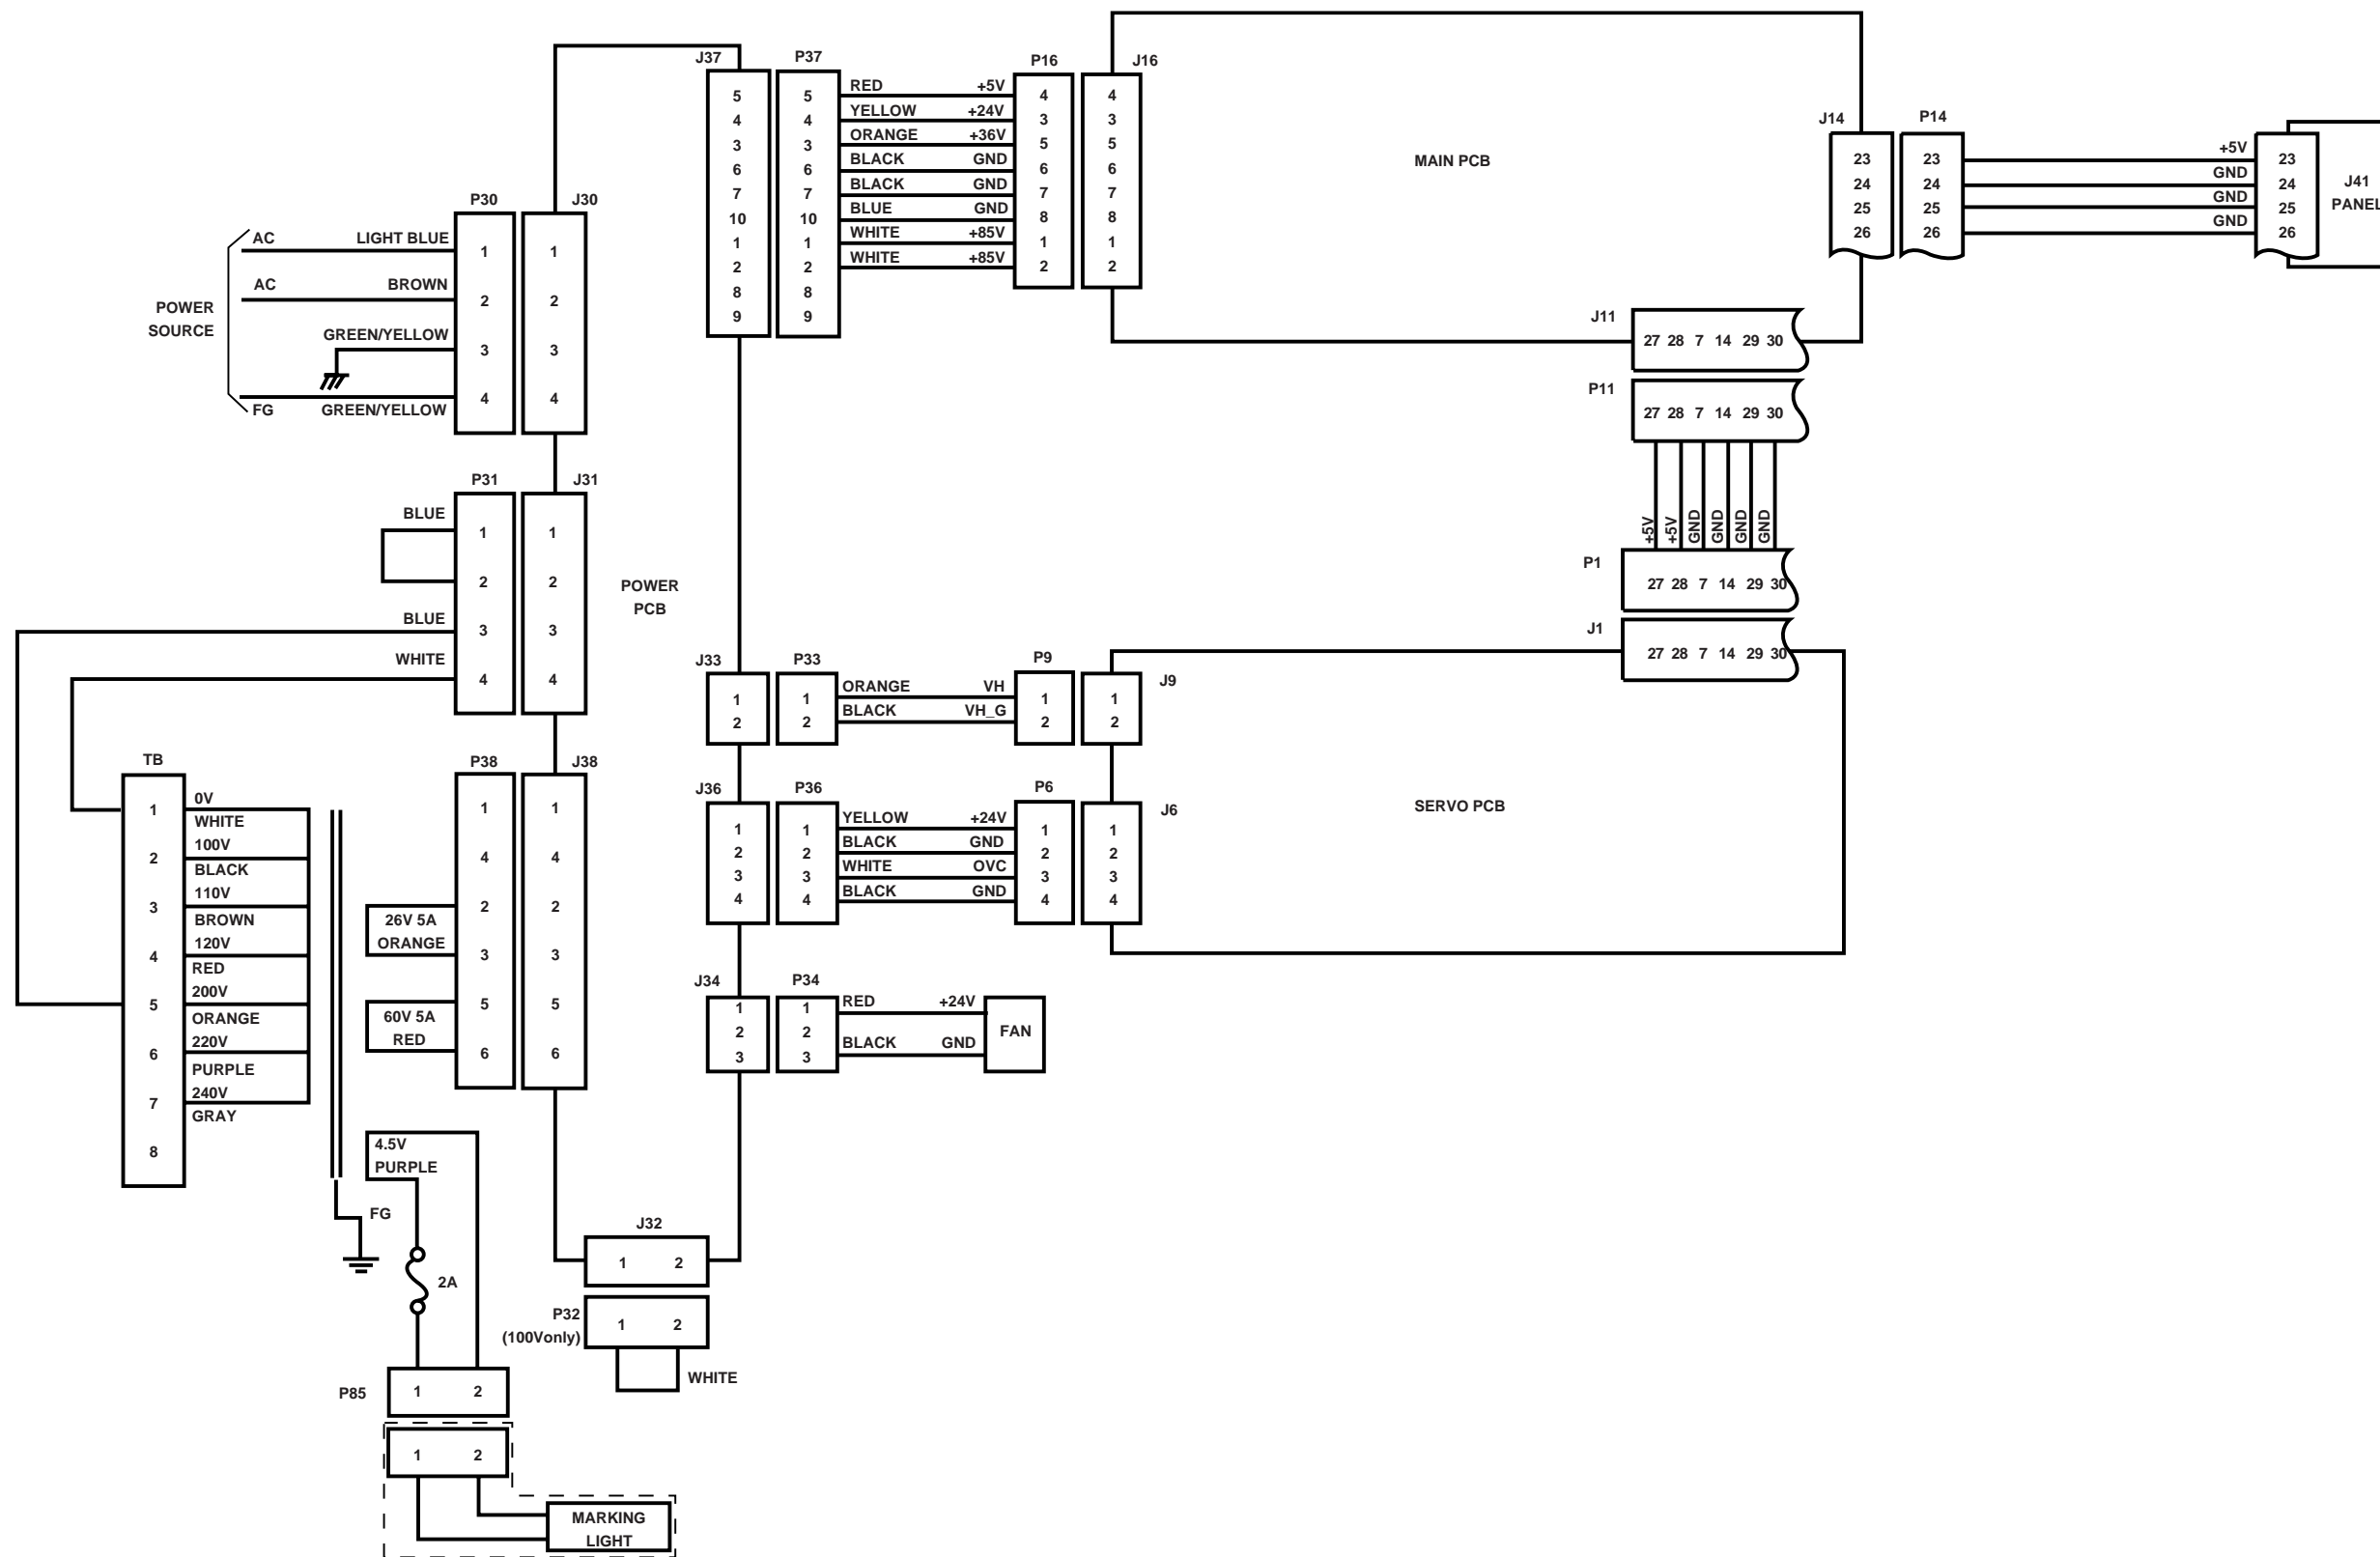 POWER
SOURCE
AC LIGHT BLUE
AC BROWN
GREEN/YELLOW
FG GREEN/YELLOW
P30
1
2
3
4
J30
1
2
3
4
P31
BLUE
BLUE
WHITE
1
2
3
4
J31
1
2
3
4
POWER
PCB
TB
1
2
3
4
5
6
7
8
0V
WHITE
100V
BLACK
110V
BROWN
120V
RED
200V
ORANGE
220V
PURPLE
240V
GRAY
P38
1
4
2
3
5
6
J38
1
4
2
3
5
6
26V 5A
ORANGE
60V 5A
RED
4.5V
PURPLE
FG
2A
P85
1 2
1 2
MARKING
LIGHT
J32
1 2
P32
(100Vonly)
1 2
WHITE
J37
5
4
3
6
7
10
1
2
8
9
P37
5
4
3
6
7
10
1
2
8
9
RED +5V
YELLOW +24V
ORANGE +36V
BLACK GND
BLACK GND
BLUE GND
WHITE +85V
WHITE +85V
P16
4
3
5
6
7
8
1
2
J16
4
3
5
6
7
8
1
2
MAIN PCB
J14
23
24
25
26
P14
23
24
25
26
+5V
GND
GND
GND
23
24
25
26
J41
PANEL
J11
27 28 7 14 29 30
P11
27 28 7 14 29 30
+5V
+5V
GND
GND
GND
GND
P1
27 28 7 14 29 30
J1
27 28 7 14 29 30
J33
1
2
P33
1
2
ORANGE VH
BLACK VH_G
P9
1
2
J9
1
2
J36
1
2
3
4
P36
1
2
3
4
YELLOW +24V
BLACK GND
WHITE OVC
BLACK GND
P6
1
2
3
4
J6
1
2
3
4
SERVO PCB
J34
1
2
3
P34
1
2
3
RED +24V
BLACK GND
FAN